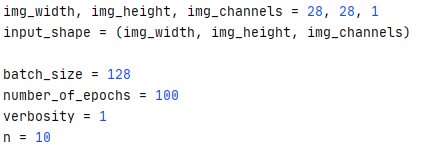 img_width, img_height, img_channels = 28, 28, 1
input_shape = (img_width, img_height, img_channels)
batch_size = 128
number_of_epochs = 100
verbosity = 1
n = 10